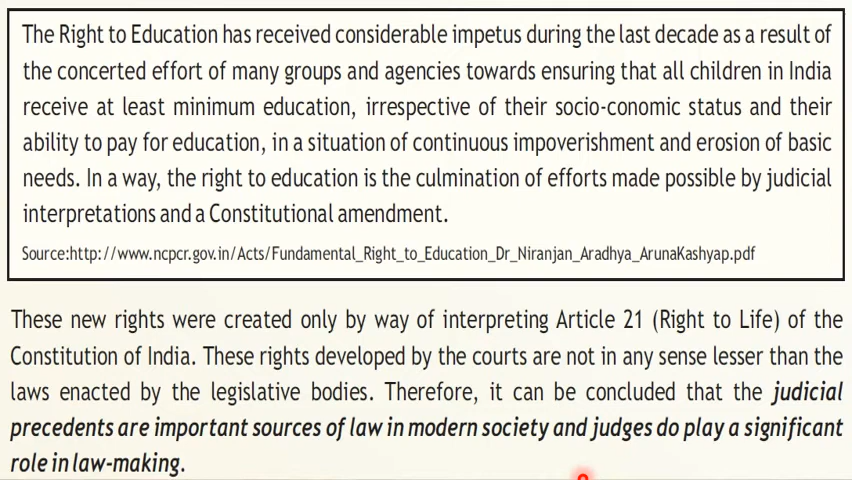 The Right to Education has received considerable impetus during the last decade as a result of
the concerted effort of many groups and agencies towards ensuring that all children in India
receive at least minimum education, irrespective of their socio-conomic status and their
ability to pay for education, in a situation of continuous impoverishment and erosion of basic
needs. In a way, the right to education is the culmination of efforts made possible by judicial
interpretations and a Constitutional amendment.
Source:http://www.ncpcr.gov.in/Acts/Fundamental_Right_to_Education_Dr_Niranjan_Aradhya_ArunaKashyap.pdf
These new rights were created only by way of interpreting Article 21 (Right to Life) of the
Constitution of India. These rights developed by the courts are not in any sense lesser than the
laws enacted by the legislative bodies. Therefore, it can be concluded that the judicial
precedents are important sources of law in modern society and judges do play a significant
role in law-making.